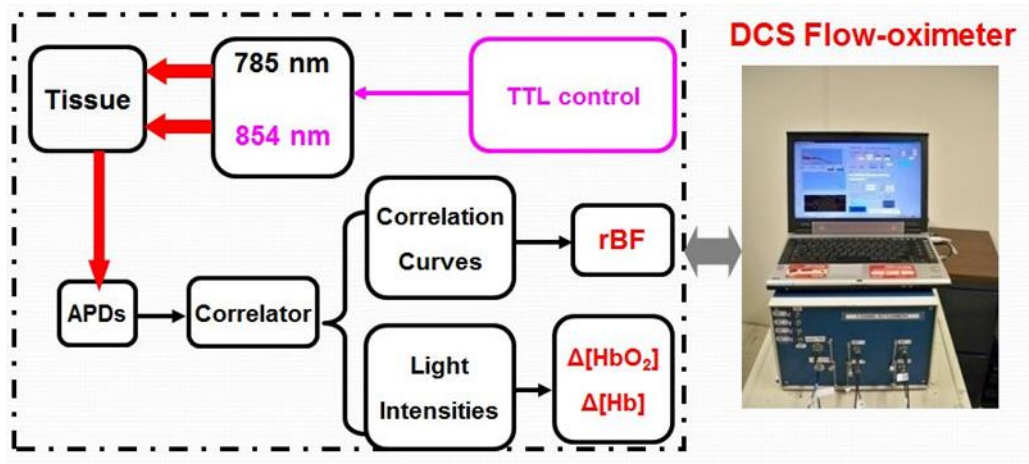 DCS Flow-oximeter
785 nm
Tissue
TTL control
854 nm
Correlation
Curves
rBF
APDs
Correlator
Light
Intensities
Δ[HbO₂]
Δ[Hb]